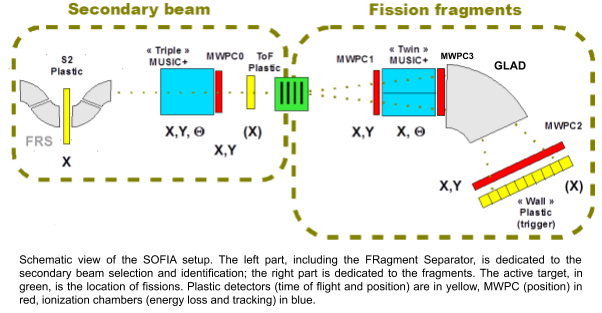 Secondary beam
Fission fragments
S2
Plastic
« Triple »
MUSIC+
MWPC0
ToF
Plastic
MWPC1
« Twin »
MUSIC+
MWPC3
GLAD
MWPC2
FRS
X
X,Y, Θ
X,Y
(X)
X,Y
X, Θ
X,Y
(X)
« Wall »
Plastic
(trigger)
Schematic view of the SOFIA setup. The left part, including the FRagment Separator, is dedicated to the
secondary beam selection and identification; the right part is dedicated to the fragments. The active target, in
green, is the location of fissions. Plastic detectors (time of flight and position) are in yellow, MWPC (position) in
red, ionization chambers (energy loss and tracking) in blue.